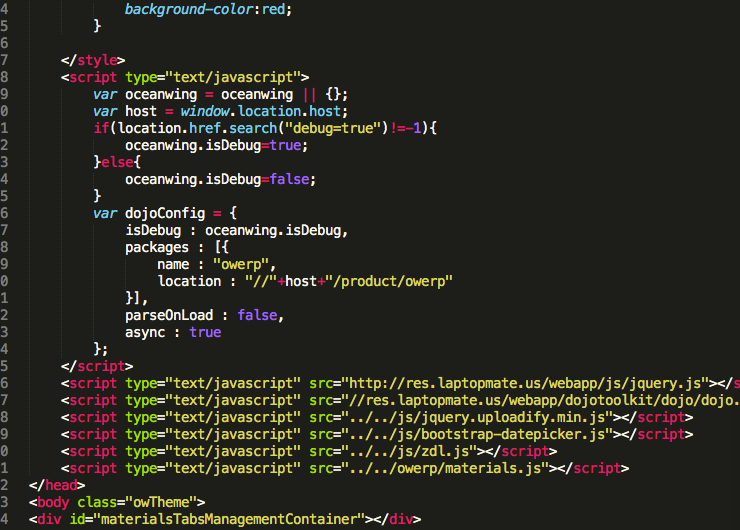 4 background-color:red;
5 }
6
7 </style>
8 <script type="text/javascript">
9 var oceanwing = oceanwing || {};
0 var host = window.location.host;
1 if(location.href.search("debug=true")!=-1){
2 oceanwing.isDebug=true;
3 }else{
4 oceanwing.isDebug=false;
5 }
6 var dojoConfig = {
7 isDebug : oceanwing.isDebug,
8 packages : [{
9 name : "owerp",
0 location : "//"+host+"/product/owerp"
1 }],
2 parseOnLoad : false,
3 async : true
4 };
5 </script>
6 <script type="text/javascript" src="http://res.laptopmate.us/webapp/js/jquery.js"></s
7 <script type="text/javascript" src="//res.laptopmate.us/webapp/dojotoolkit/dojo/dojo.
8 <script type="text/javascript" src="../../js/jquery.uploadify.min.js"></script>
9 <script type="text/javascript" src="../../js/bootstrap-datepicker.js"></script>
0 <script type="text/javascript" src="../../js/zdl.js"></script>
1 <script type="text/javascript" src="../../owerp/materials.js"></script>
2 </head>
3 <body class="owTheme">
4 <div id="materialsTabsManagementContainer"></div>